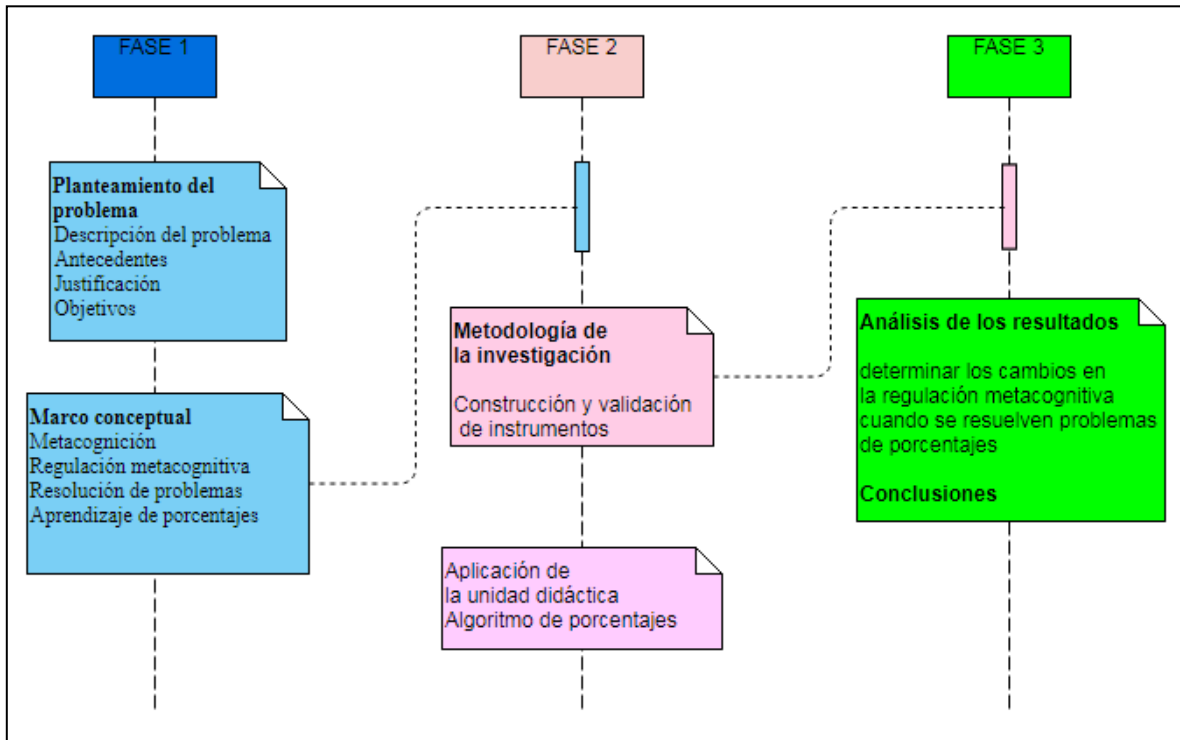 FASE 1
Planteamiento del
problema
Descripción del problema
Antecedentes
Justificación
Objetivos
Marco conceptual
Metacognición
Regulación metacognitiva
Resolución de problemas
Aprendizaje de porcentajes
FASE 2
Metodología de
la investigación
Construcción y validación
de instrumentos
Aplicación de
la unidad didáctica
Algoritmo de porcentajes
FASE 3
Análisis de los resultados
determinar los cambios en
la regulación metacognitiva
cuando se resuelven problemas
de porcentajes
Conclusiones